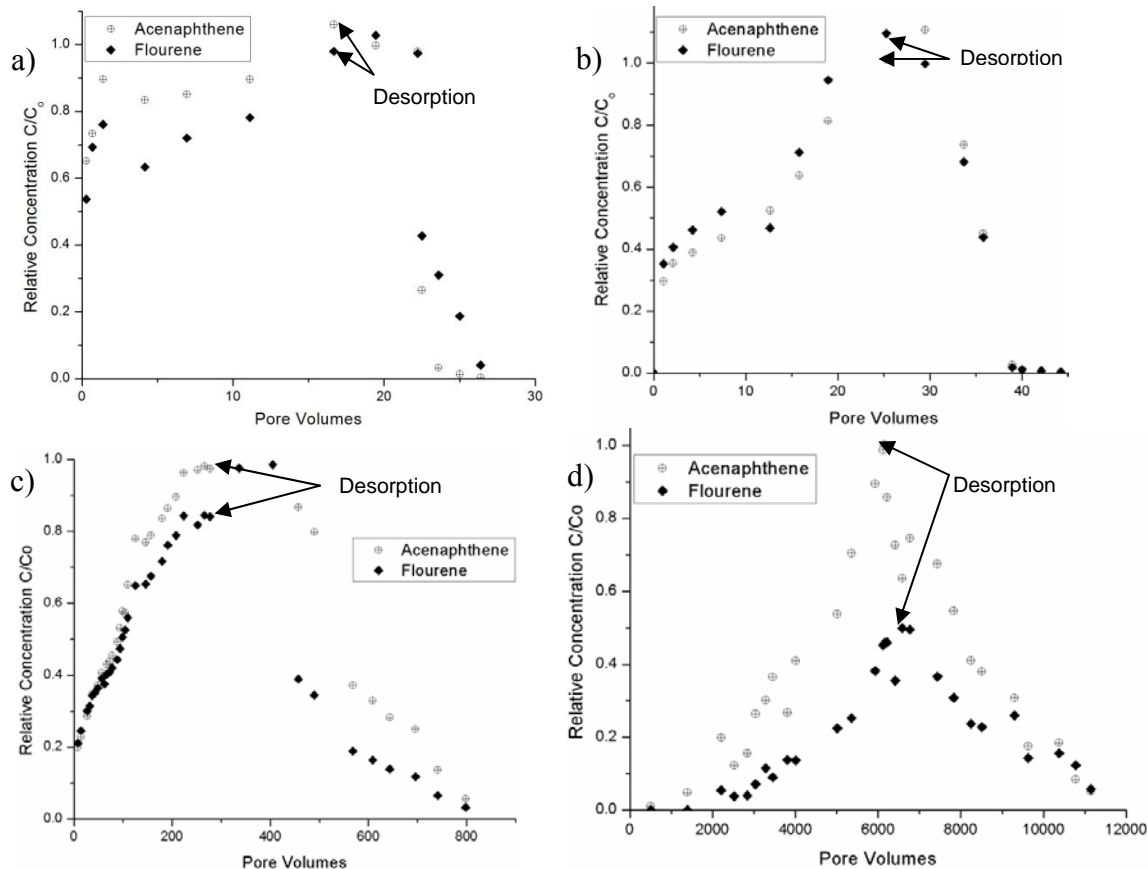 a)
Acenaphthene
Flourene
Desorption
Relative Concentration C/Co
1.0
0.8
0.6
0.4
0.2
0.0
0
10
20
30
Pore Volumes
b)
Acenaphthene
Flourene
Desorption
Relative Concentration C/Co
1.0
0.8
0.6
0.4
0.2
0.0
0
10
20
30
40
Pore Volumes
c)
Desorption
Acenaphthene
Flourene
Relative Concentration C/Co
1.0
0.8
0.6
0.4
0.2
0.0
0
200
400
600
800
Pore Volumes
d)
Acenaphthene
Flourene
Desorption
Relative Concentration C/Co
1.0
0.8
0.6
0.4
0.2
0.0
0
2000
4000
6000
8000
10000
12000
Pore Volumes